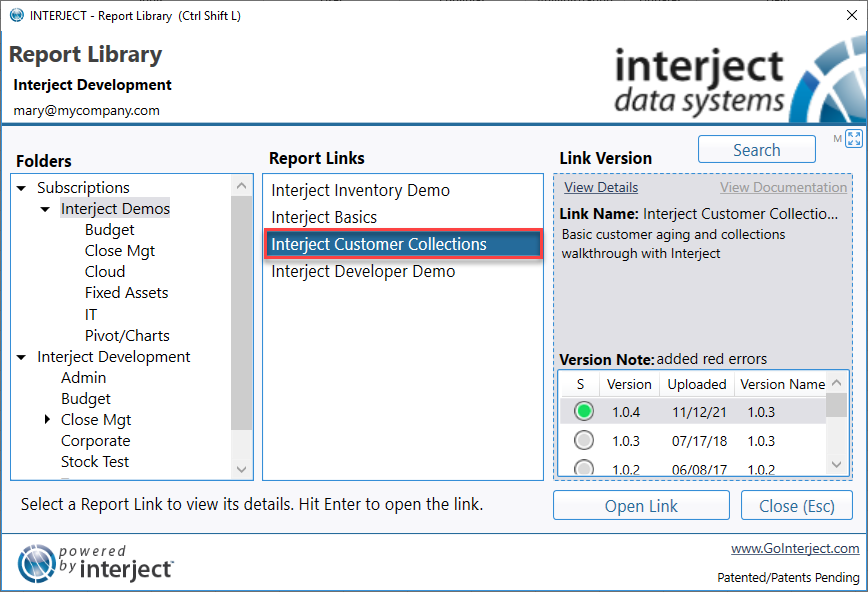 INTERJECT - Report Library (Ctrl Shift L)
Report Library
Interject Development
mary@mycompany.com
interject
data systems
Folders
Subscriptions
Interject Demos
Budget
Close Mgt
Cloud
Fixed Assets
IT
Pivot/Charts
Interject Development
Admin
Budget
Close Mgt
Corporate
Stock Test
Report Links
Interject Inventory Demo
Interject Basics
Interject Customer Collections
Interject Developer Demo
Link Version
Search
M
View Details View Documentation
Link Name: Interject Customer Collectio...
Basic customer aging and collections
walkthrough with Interject
Version Note: added red errors
S Version Uploaded Version Name
1.0.4 11/12/21 1.0.3
1.0.3 07/17/18 1.0.3
1.0.2 06/08/17 1.0.2
Select a Report Link to view its details. Hit Enter to open the link.
Open Link Close (Esc)
powered
by interject
www.GoInterject.com
Patented/Patents Pending